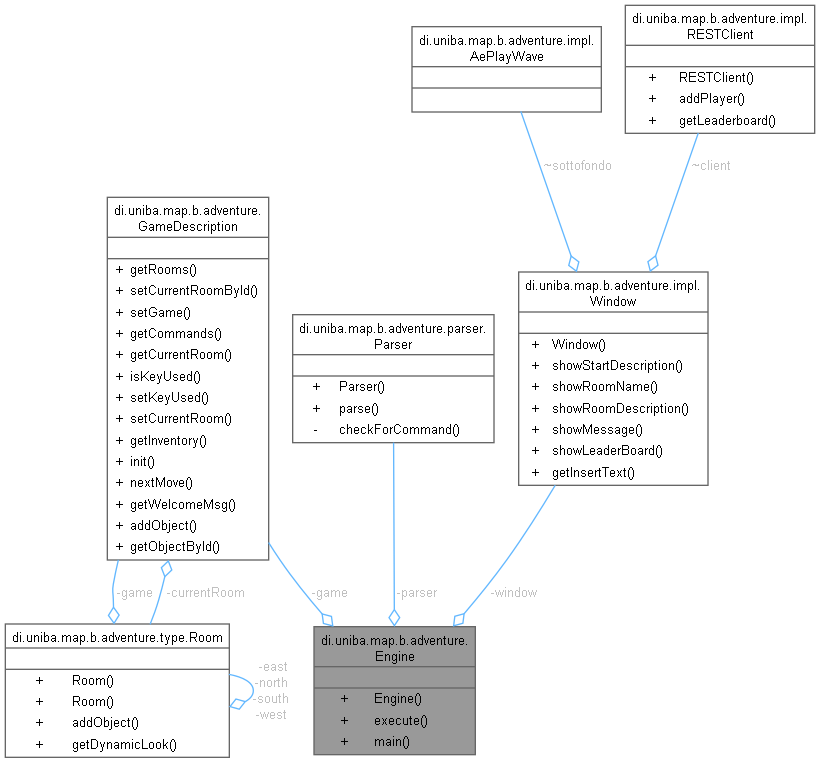 di.uniba.map.b.adventure.impl.
RESTClient
+ RESTClient()
+ addPlayer()
+ getLeaderboard()
di.uniba.map.b.adventure.impl.
AePlayWave
~sottofondo
~client
di.uniba.map.b.adventure.
GameDescription
+ getRooms()
+ setCurrentRoomById()
+ setGame()
+ getCommands()
+ getCurrentRoom()
+ isKeyUsed()
+ setKeyUsed()
+ setCurrentRoom()
+ getInventory()
+ init()
+ nextMove()
+ getWelcomeMsg()
+ addObject()
+ getObjectById()
di.uniba.map.b.adventure.parser.
Parser
+ Parser()
+ parse()
- checkForCommand()
di.uniba.map.b.adventure.impl.
Window
+ Window()
+ showStartDescription()
+ showRoomName()
+ showRoomDescription()
+ showMessage()
+ showLeaderBoard()
+ getInsertText()
-game
-currentRoom
-game
-parser
-window
di.uniba.map.b.adventure.type.Room
+ Room()
+ Room()
+ addObject()
+ getDynamicLook()
-east
-north
-south
-west
di.uniba.map.b.adventure.
Engine
+ Engine()
+ execute()
+ main()